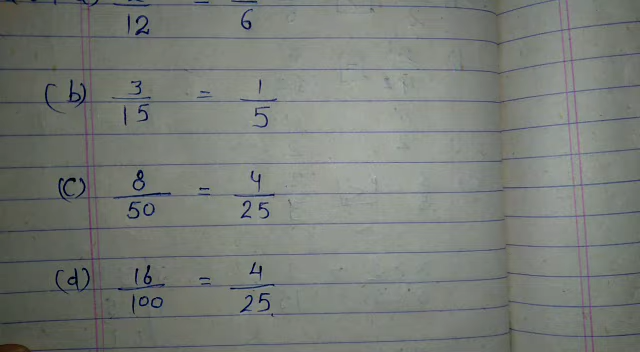 12 = 6
(b) 3/15 = 1/5
(c) 8/50 = 4/25
(d) 16/100 = 4/25.